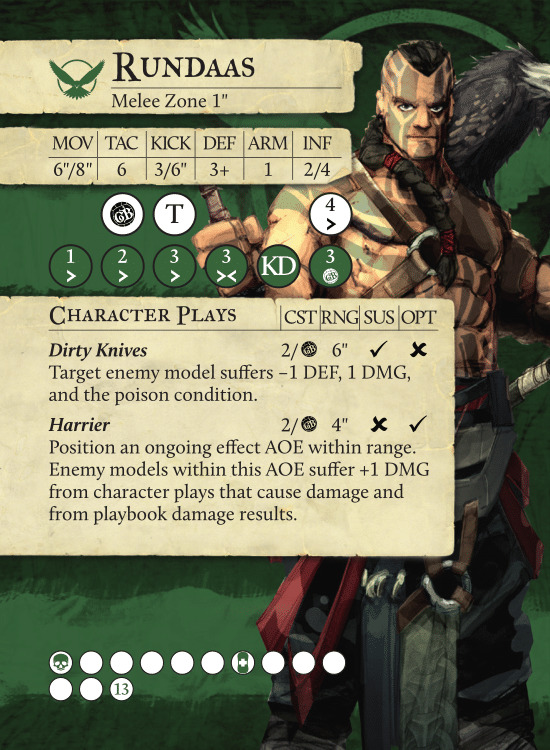 Rundaas
Melee Zone 1"
MOV TAC KICK DEF ARM INF
6"/8" 6 3/6" 3+ 1 2/4
GB T 4 >
1 > 2 > 3 > 3 >< KD 3 GB
Character Plays CST RNG SUS OPT
Dirty Knives 2/GB 6" ✓ ✘
Target enemy model suffers −1 DEF, 1 DMG,
and the poison condition.
Harrier 2/GB 4" ✘ ✓
Position an ongoing effect AOE within range.
Enemy models within this AOE suffer +1 DMG
from character plays that cause damage and
from playbook damage results.
13